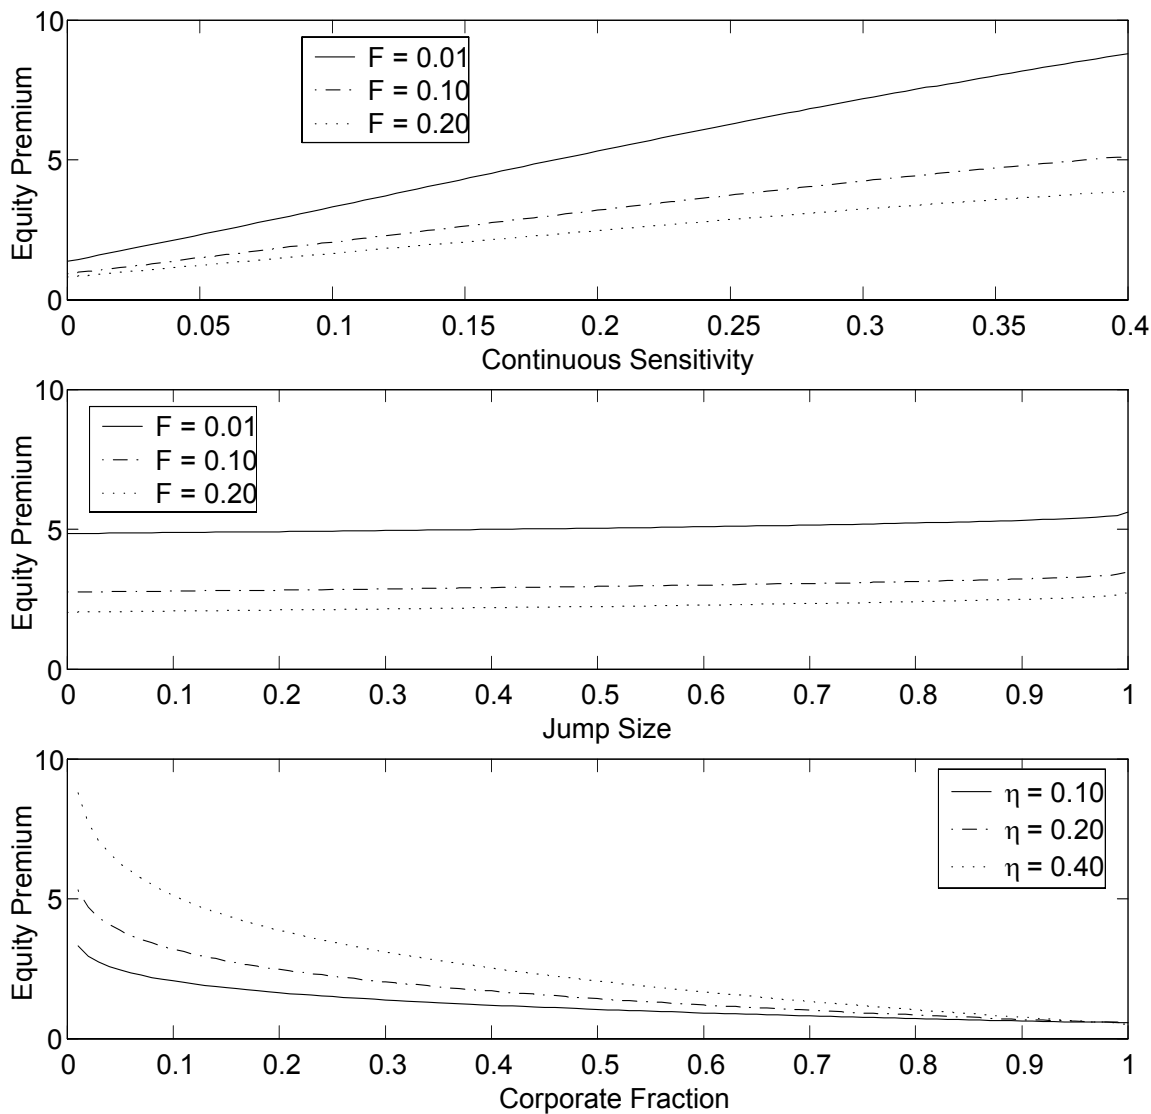 10
5
0
Equity Premium
F = 0.01
F = 0.10
F = 0.20
0 0.05 0.1 0.15 0.2 0.25 0.3 0.35 0.4
Continuous Sensitivity
10
5
0
Equity Premium
F = 0.01
F = 0.10
F = 0.20
0 0.1 0.2 0.3 0.4 0.5 0.6 0.7 0.8 0.9 1
Jump Size
10
5
0
Equity Premium
η = 0.10
η = 0.20
η = 0.40
0 0.1 0.2 0.3 0.4 0.5 0.6 0.7 0.8 0.9 1
Corporate Fraction